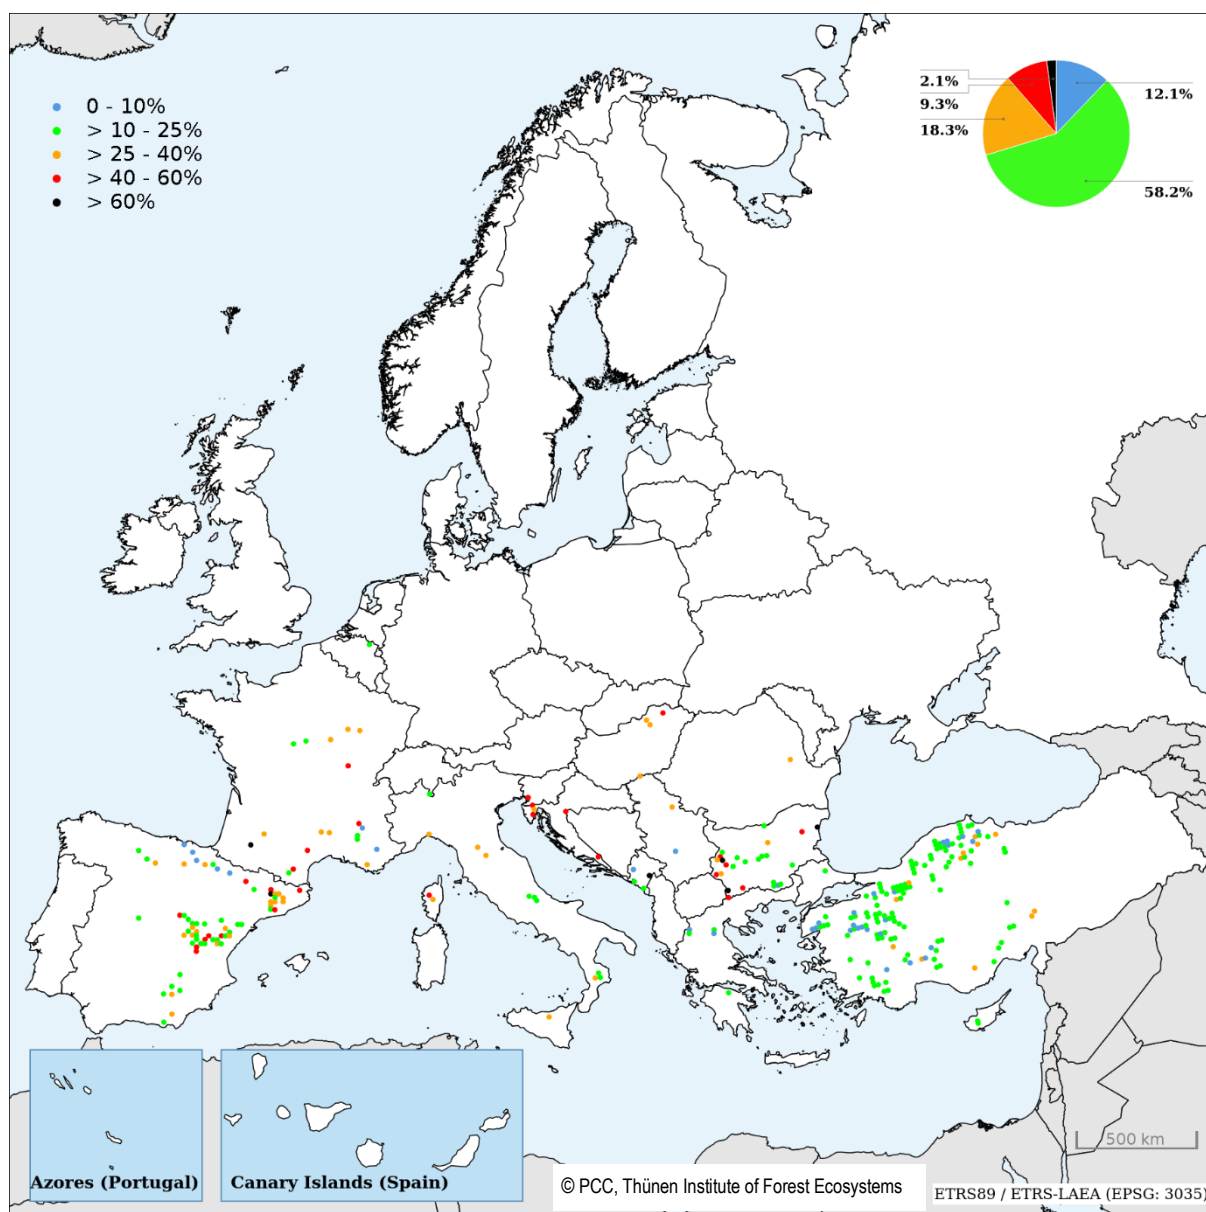 0 - 10%
> 10 - 25%
> 25 - 40%
> 40 - 60%
> 60%
2.1%
9.3%
18.3%
12.1%
58.2%
500 km
Azores (Portugal)
Canary Islands (Spain)
© PCC, Thünen Institute of Forest Ecosystems
ETRS89 / ETRS-LAEA (EPSG: 3035)